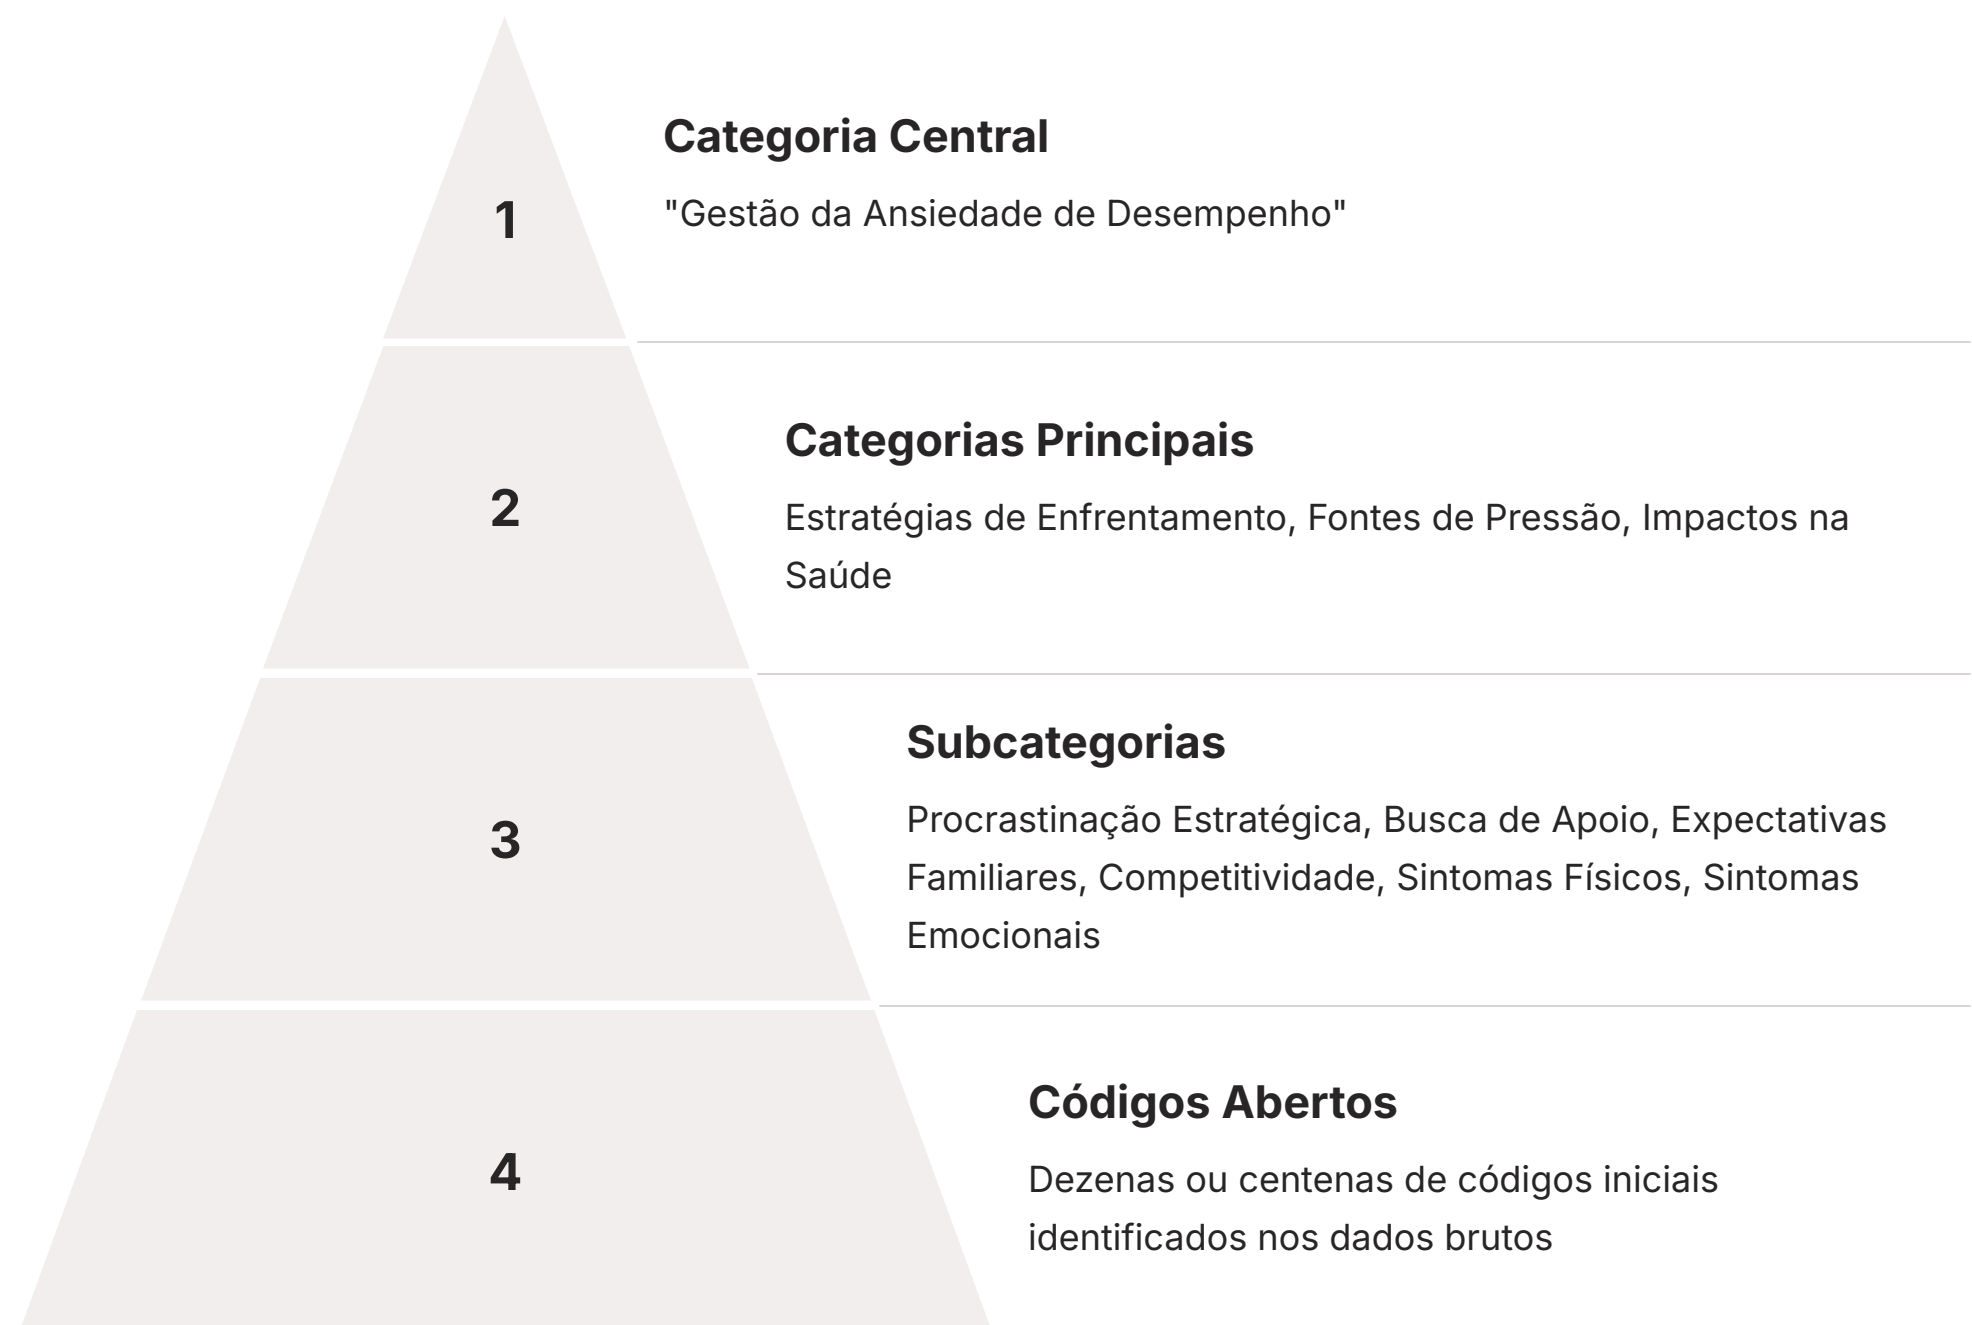 1
Categoria Central
"Gestão da Ansiedade de Desempenho"
2
Categorias Principais
Estratégias de Enfrentamento, Fontes de Pressão, Impactos na
Saúde
3
Subcategorias
Procrastinação Estratégica, Busca de Apoio, Expectativas
Familiares, Competitividade, Sintomas Físicos, Sintomas
Emocionais
4
Códigos Abertos
Dezenas ou centenas de códigos iniciais
identificados nos dados brutos